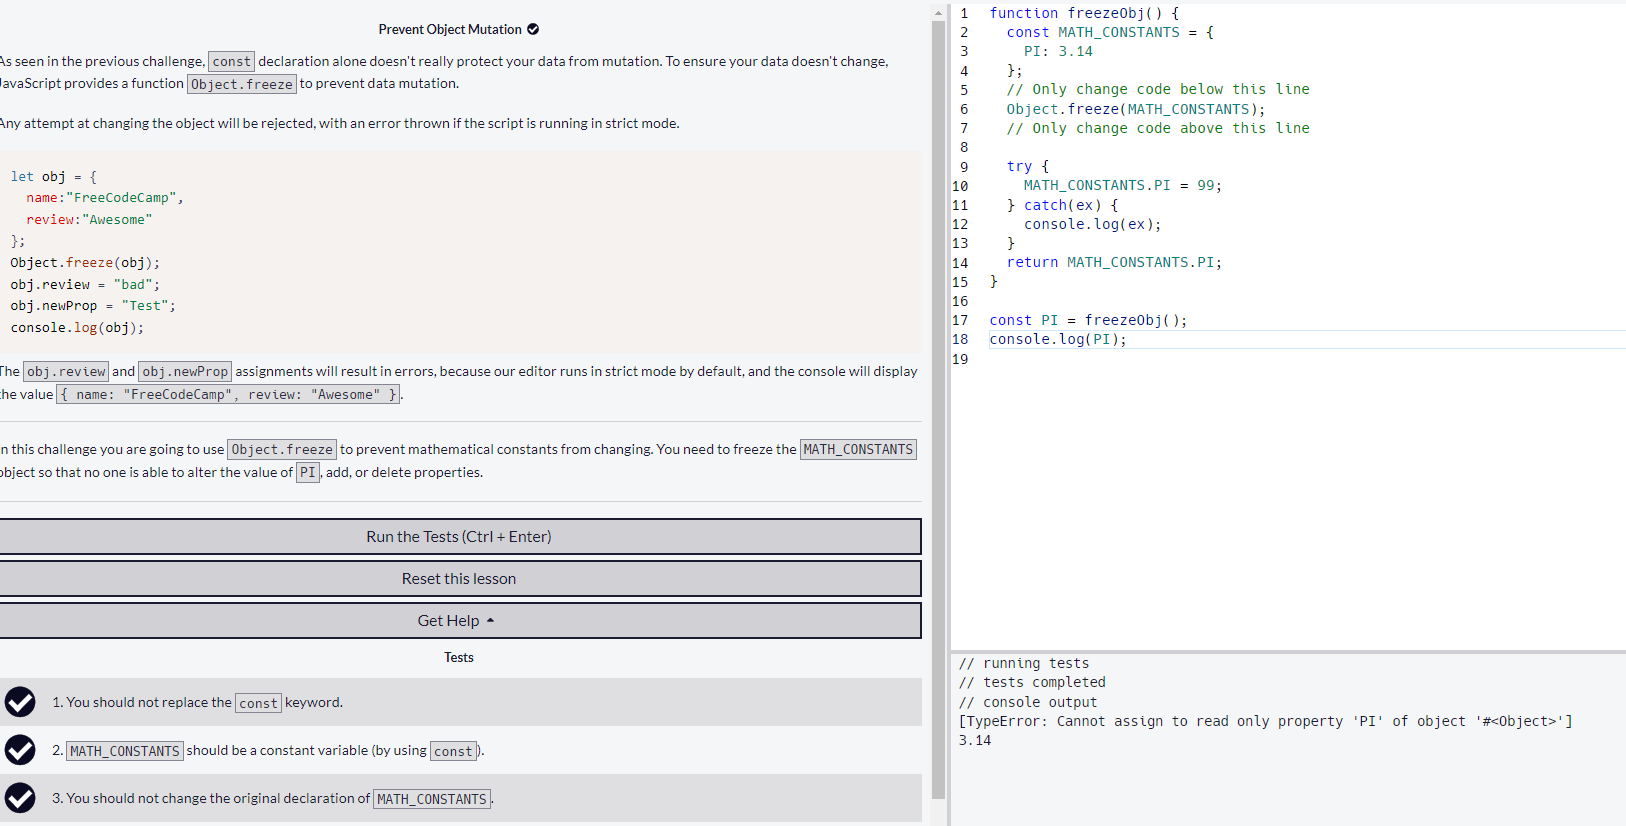 Prevent Object Mutation
As seen in the previous challenge, const declaration alone doesn't really protect your data from mutation. To ensure your data doesn't change,
JavaScript provides a function Object.freeze to prevent data mutation.
Any attempt at changing the object will be rejected, with an error thrown if the script is running in strict mode.
let obj = {
  name:"FreeCodeCamp",
  review:"Awesome"
};
Object.freeze(obj);
obj.review = "bad";
obj.newProp = "Test";
console.log(obj);
The obj.review and obj.newProp assignments will result in errors, because our editor runs in strict mode by default, and the console will display
the value { name: "FreeCodeCamp", review: "Awesome" }.
In this challenge you are going to use Object.freeze to prevent mathematical constants from changing. You need to freeze the MATH_CONSTANTS
object so that no one is able to alter the value of PI, add, or delete properties.
Run the Tests (Ctrl + Enter)
Reset this lesson
Get Help
Tests
1. You should not replace the const keyword.
2. MATH_CONSTANTS should be a constant variable (by using const).
3. You should not change the original declaration of MATH_CONSTANTS.
1 function freezeObj() {
2   const MATH_CONSTANTS = {
3     PI: 3.14
4   };
5   // Only change code below this line
6   Object.freeze(MATH_CONSTANTS);
7   // Only change code above this line
8
9   try {
10     MATH_CONSTANTS.PI = 99;
11   } catch(ex) {
12     console.log(ex);
13   }
14   return MATH_CONSTANTS.PI;
15 }
16
17 const PI = freezeObj();
18 console.log(PI);
19
// running tests
// tests completed
// console output
[TypeError: Cannot assign to read only property 'PI' of object '#<Object>']
3.14